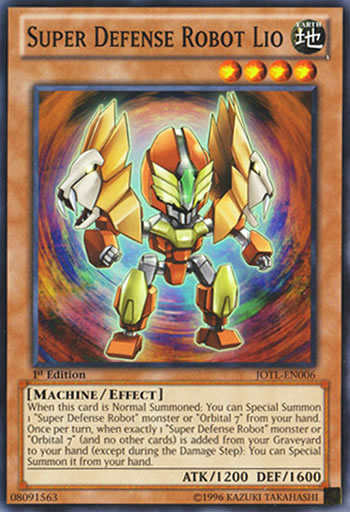 SUPER DEFENSE ROBOT LIO
EARTH
地
1st Edition
JOTL-EN006
[MACHINE/EFFECT]
When this card is Normal Summoned: You can Special Summon
1 "Super Defense Robot" monster or "Orbital 7" from your hand.
Once per turn, when exactly 1 "Super Defense Robot" monster or
"Orbital 7" (and no other cards) is added from your Graveyard
to your hand (except during the Damage Step): You can Special
Summon it from your hand.
ATK/1200 DEF/1600
08091563
©1996 KAZUKI TAKAHASHI